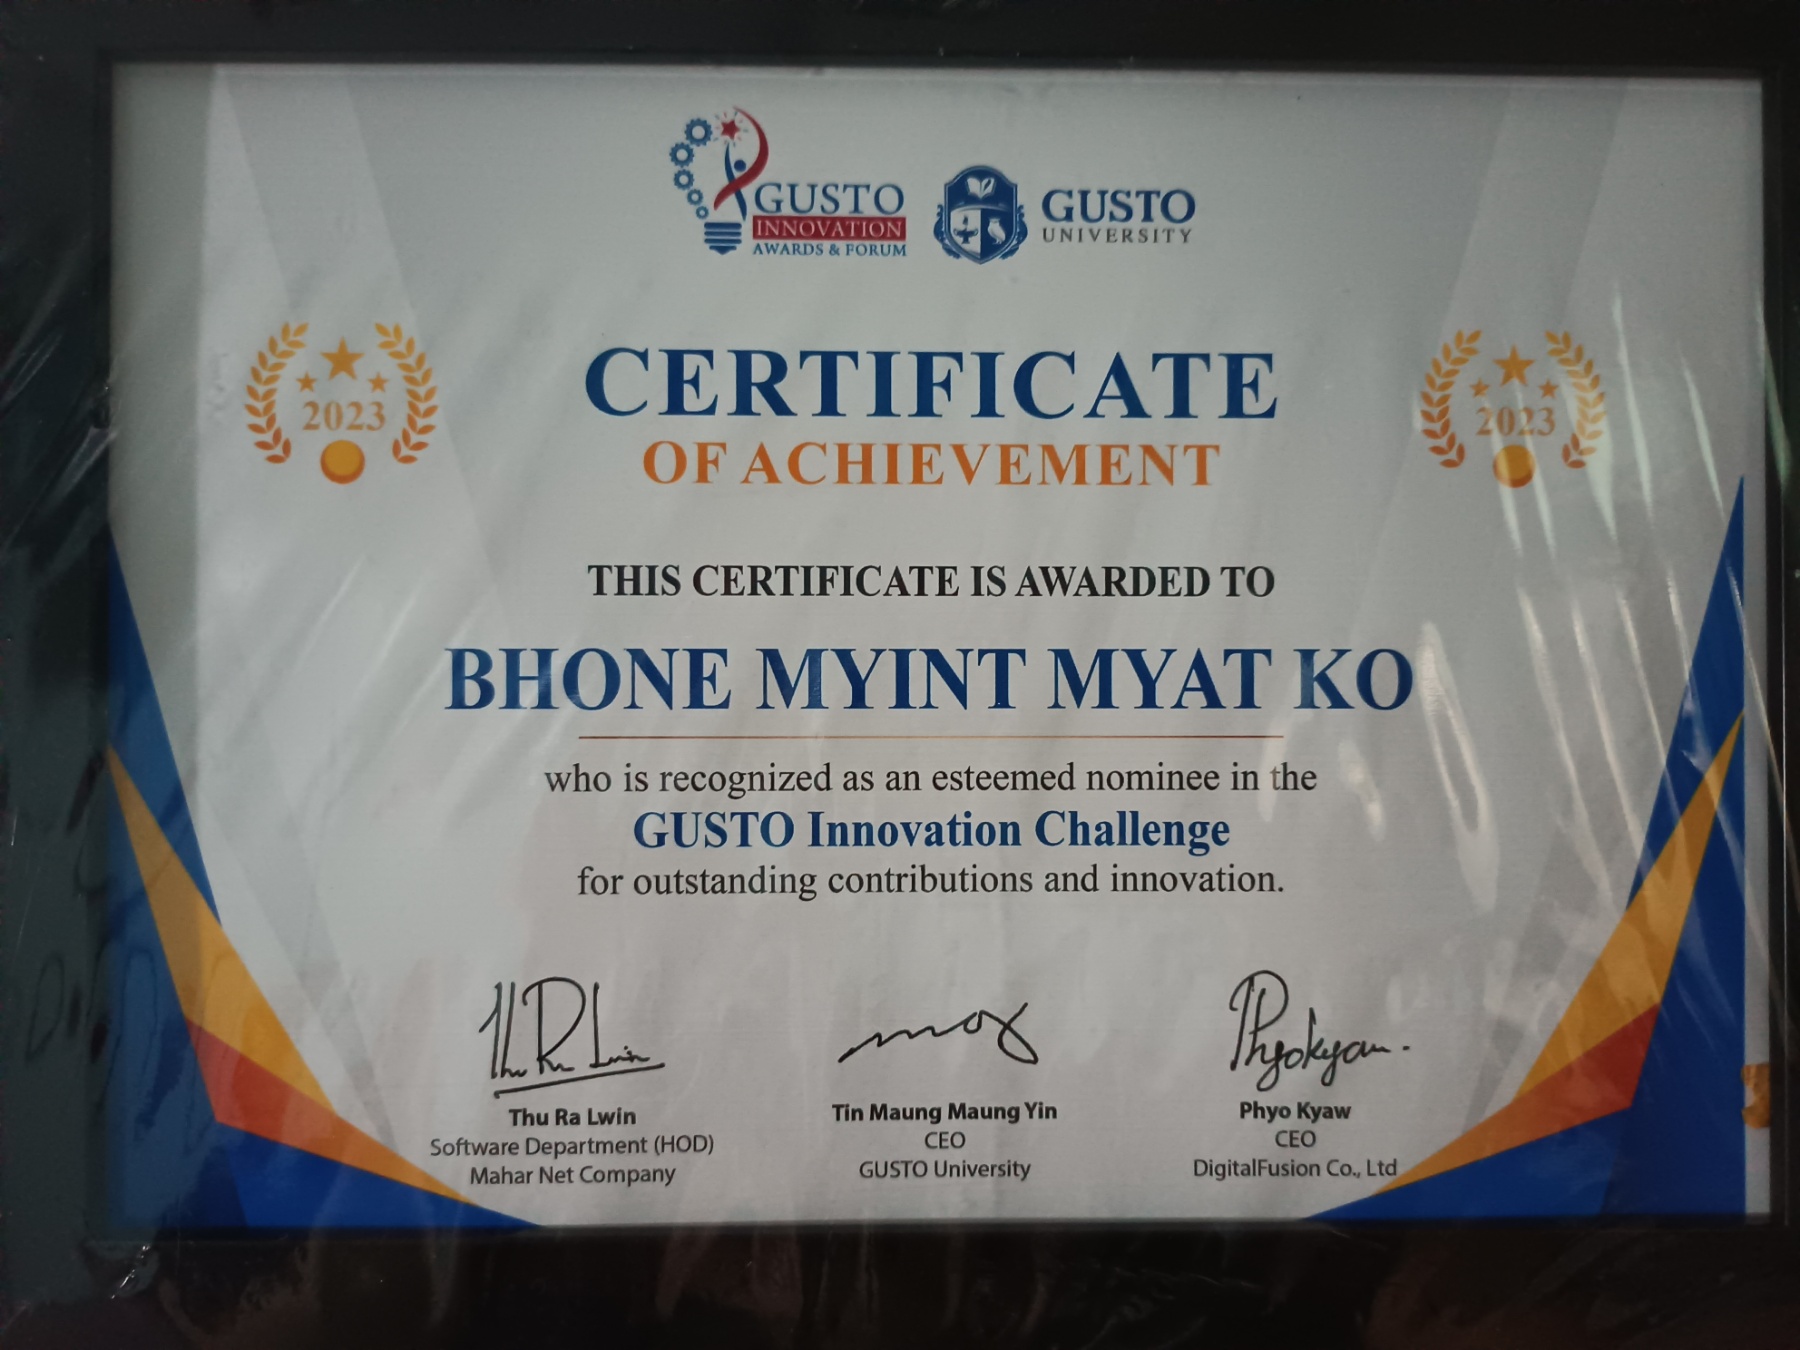 GUSTO
INNOVATION
AWARDS & FORUM
GUSTO
UNIVERSITY
2023
2023
CERTIFICATE
OF ACHIEVEMENT
THIS CERTIFICATE IS AWARDED TO
BHONE MYINT MYAT KO
who is recognized as an esteemed nominee in the
GUSTO Innovation Challenge
for outstanding contributions and innovation.
Thu Ra Lwin
Phyokyaw.
Thu Ra Lwin
Software Department (HOD)
Mahar Net Company
Tin Maung Maung Yin
CEO
GUSTO University
Phyo Kyaw
CEO
DigitalFusion Co., Ltd